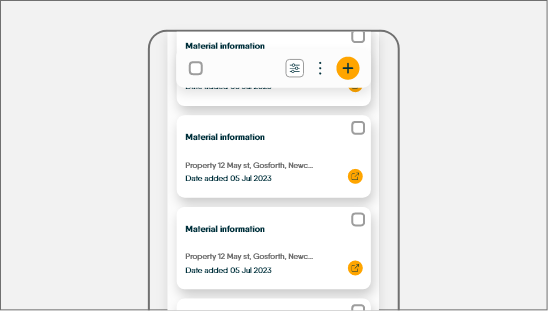 Material information
Date added 05 Jul 2023
Material information
Property 12 May st, Gosforth, Newc...
Date added 05 Jul 2023
Material information
Property 12 May st, Gosforth, Newc...
Date added 05 Jul 2023